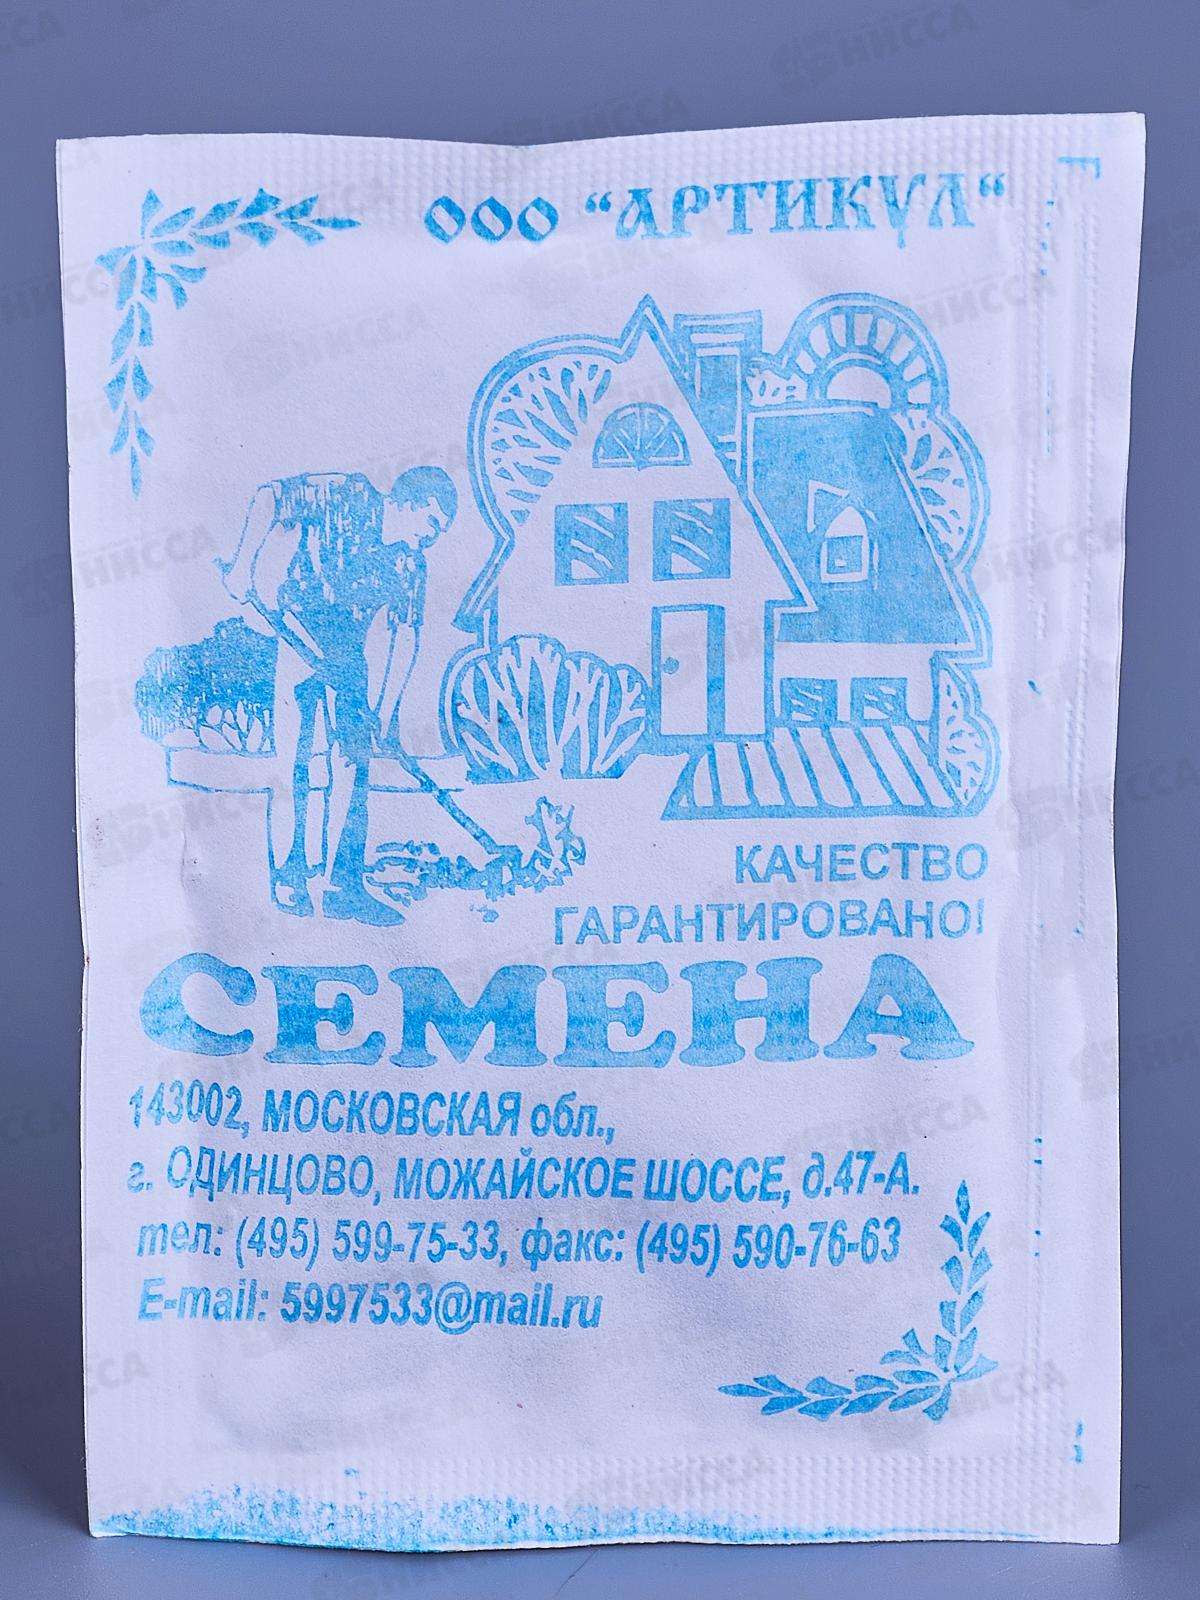 ООО “АРТИКУЛ“
КАЧЕСТВО
ГАРАНТИРОВАНО!
СЕМЕНА
143002, МОСКОВСКАЯ обл.,
г. ОДИНЦОВО, МОЖАЙСКОЕ ШОССЕ, д.47-А.
тел: (495) 599-75-33, факс: (495) 590-76-63
E-mail: 5997533@mail.ru